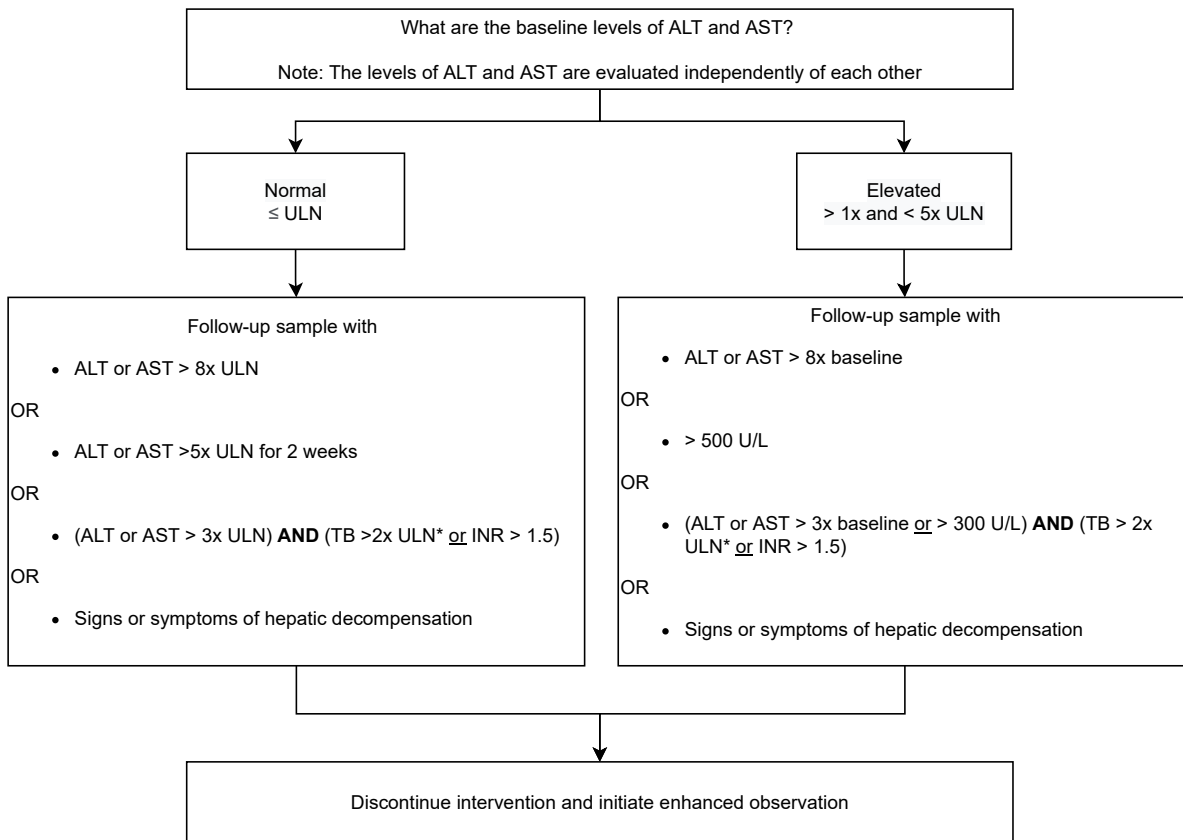 What are the baseline levels of ALT and AST?
Note: The levels of ALT and AST are evaluated independently of each other
Normal
≤ ULN
Elevated
> 1x and < 5x ULN
Follow-up sample with
• ALT or AST > 8x ULN
OR
• ALT or AST >5x ULN for 2 weeks
OR
• (ALT or AST > 3x ULN) AND (TB >2x ULN* or INR > 1.5)
OR
• Signs or symptoms of hepatic decompensation
Follow-up sample with
• ALT or AST > 8x baseline
OR
• > 500 U/L
OR
• (ALT or AST > 3x baseline or > 300 U/L) AND (TB > 2x
ULN* or INR > 1.5)
OR
• Signs or symptoms of hepatic decompensation
Discontinue intervention and initiate enhanced observation